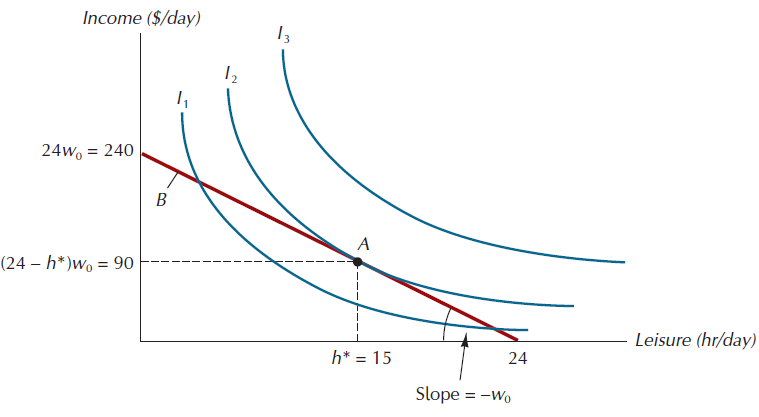 Income ($/day)
I₃
I₂
I₁
24w₀ = 240
B
A
(24 – h*)w₀ = 90
Leisure (hr/day)
h* = 15
24
Slope = –w₀